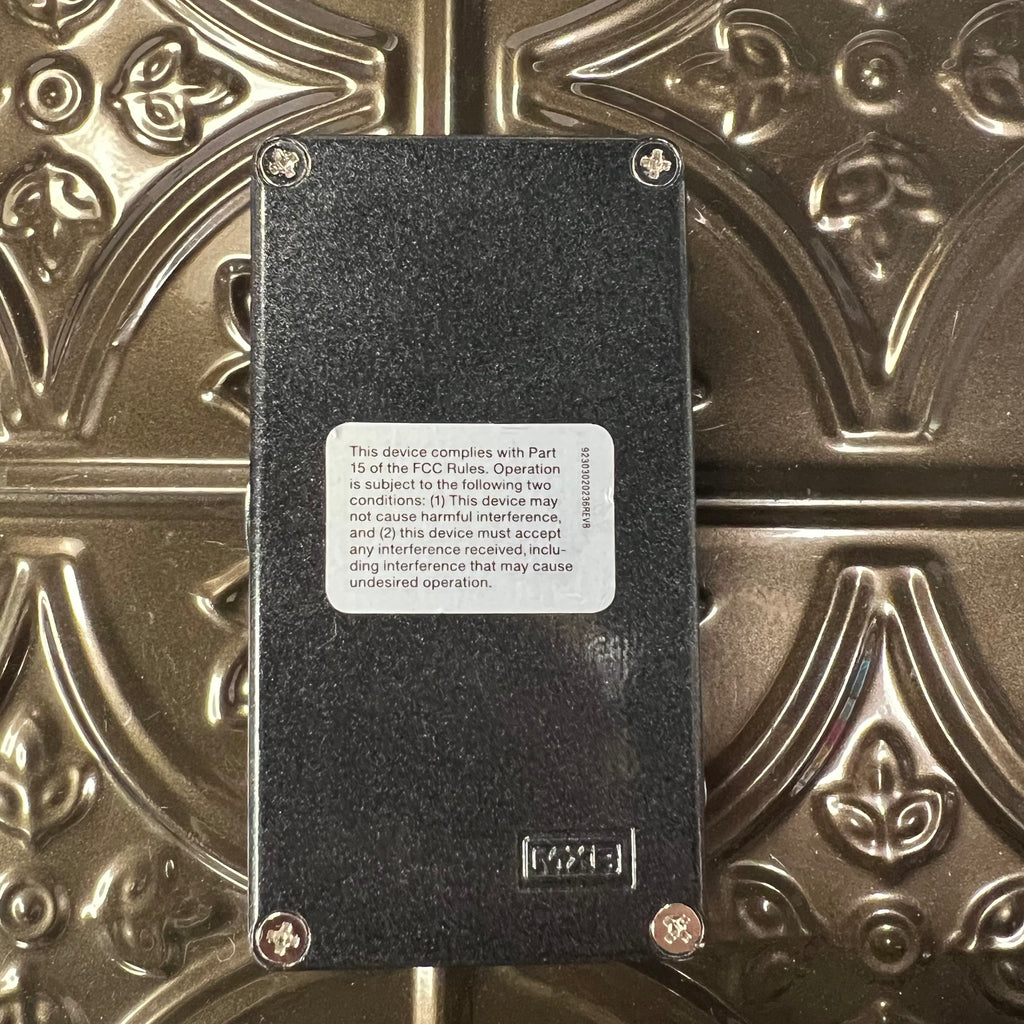 This device complies with Part
15 of the FCC Rules. Operation
is subject to the following two
conditions: (1) This device may
not cause harmful interference,
and (2) this device must accept
any interference received, inclu-
ding interference that may cause
undesired operation.
92303020236REVB
MXR